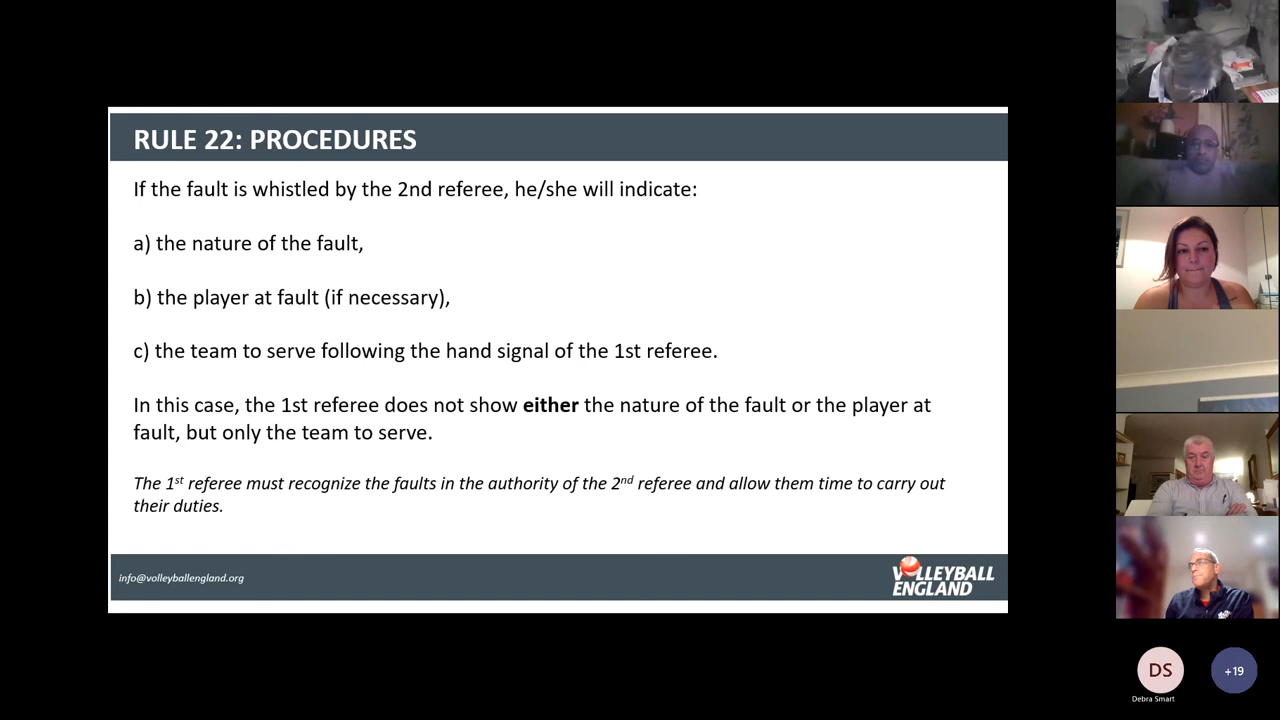 RULE 22: PROCEDURES
If the fault is whistled by the 2nd referee, he/she will indicate:
a) the nature of the fault,
b) the player at fault (if necessary),
c) the team to serve following the hand signal of the 1st referee.
In this case, the 1st referee does not show either the nature of the fault or the player at
fault, but only the team to serve.
The 1st referee must recognize the faults in the authority of the 2nd referee and allow them time to carry out
their duties.
info@volleyballengland.org
VOLLEYBALL
ENGLAND
DS
+19
Debra Smart